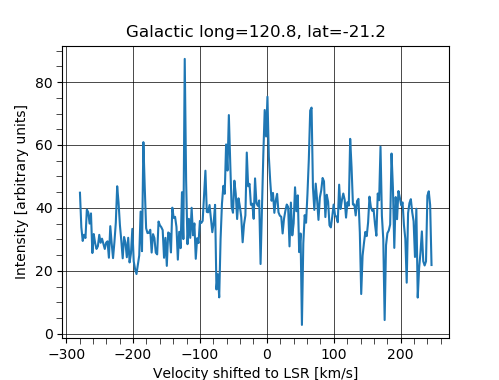 Galactic long=120.8, lat=-21.2
Intensity [arbitrary units]
80
60
40
20
0
−300 −200 −100 0 100 200
Velocity shifted to LSR [km/s]